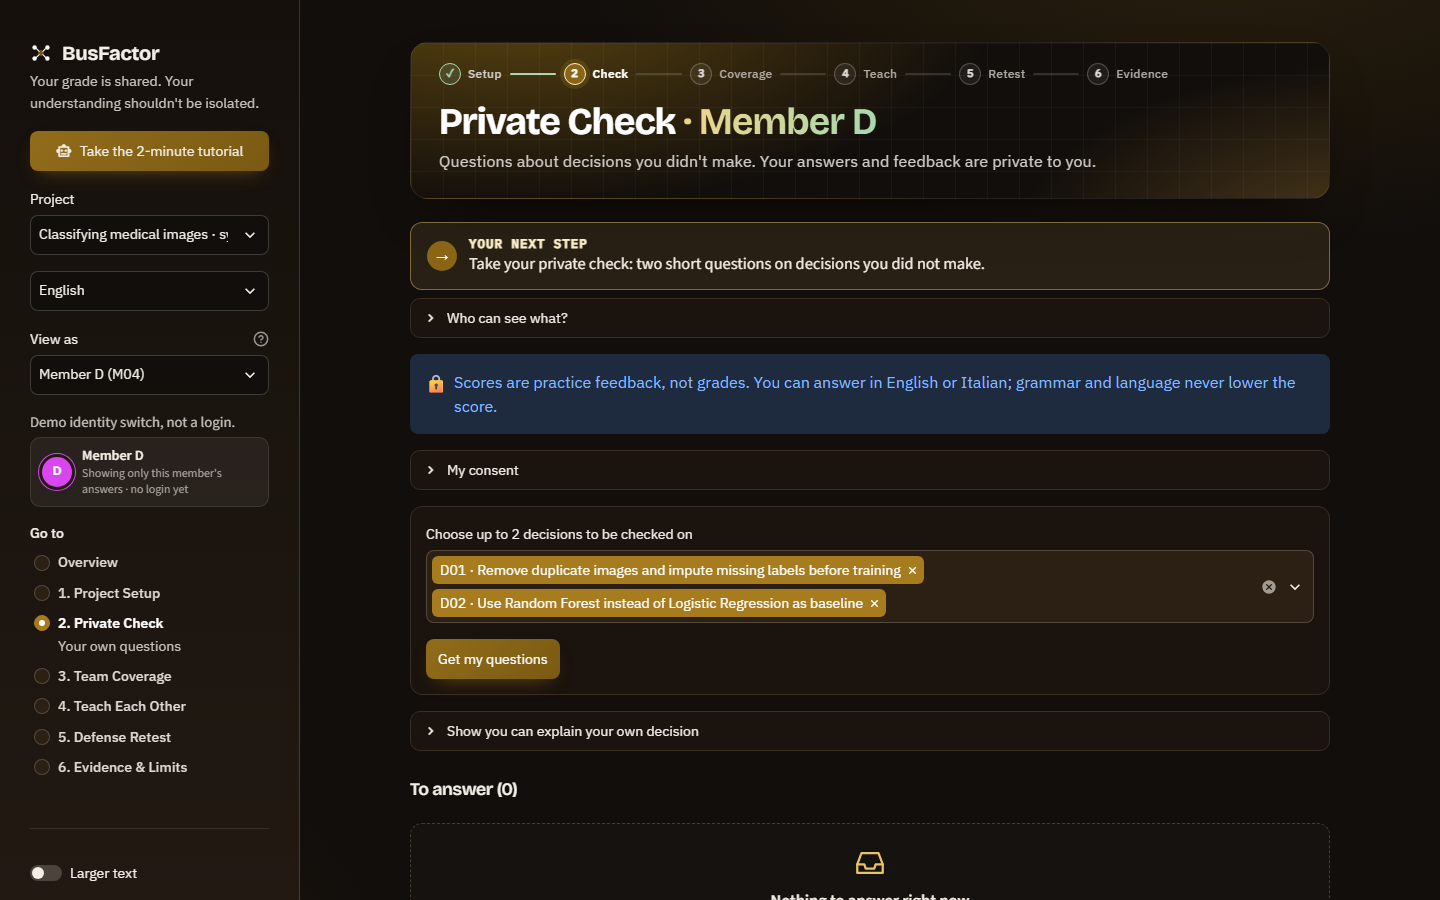 BusFactor
Your grade is shared. Your
understanding shouldn't be isolated.
Take the 2-minute tutorial
Project
Classifying medical images · sy
English
View as
Member D (M04)
Demo identity switch, not a login.
D
Member D
Showing only this member's
answers · no login yet
Go to
Overview
1. Project Setup
2. Private Check
Your own questions
3. Team Coverage
4. Teach Each Other
5. Defense Retest
6. Evidence & Limits
Larger text
✓ Setup 2 Check 3 Coverage 4 Teach 5 Retest 6 Evidence
Private Check · Member D
Questions about decisions you didn't make. Your answers and feedback are private to you.
YOUR NEXT STEP
→ Take your private check: two short questions on decisions you did not make.
Who can see what?
Scores are practice feedback, not grades. You can answer in English or Italian; grammar and language never lower the
score.
My consent
Choose up to 2 decisions to be checked on
D01 · Remove duplicate images and impute missing labels before training ×
D02 · Use Random Forest instead of Logistic Regression as baseline ×
Get my questions
Show you can explain your own decision
To answer (0)
Nothing to answer right now